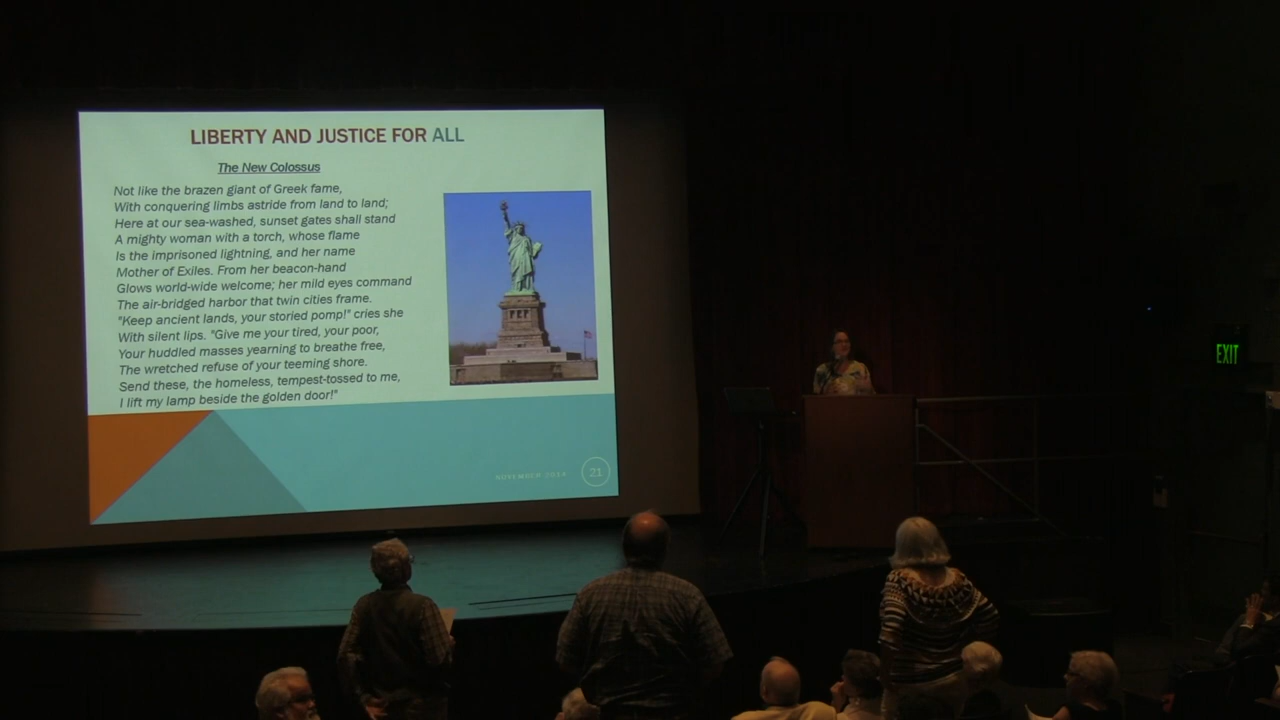 LIBERTY AND JUSTICE FOR ALL
The New Colossus
Not like the brazen giant of Greek fame,
With conquering limbs astride from land to land;
Here at our sea-washed, sunset gates shall stand
A mighty woman with a torch, whose flame
Is the imprisoned lightning, and her name
Mother of Exiles. From her beacon-hand
Glows world-wide welcome; her mild eyes command
The air-bridged harbor that twin cities frame.
"Keep ancient lands, your storied pomp!" cries she
With silent lips. "Give me your tired, your poor,
Your huddled masses yearning to breathe free,
The wretched refuse of your teeming shore.
Send these, the homeless, tempest-tossed to me,
I lift my lamp beside the golden door!"
NOVEMBER 2024
21
EXIT